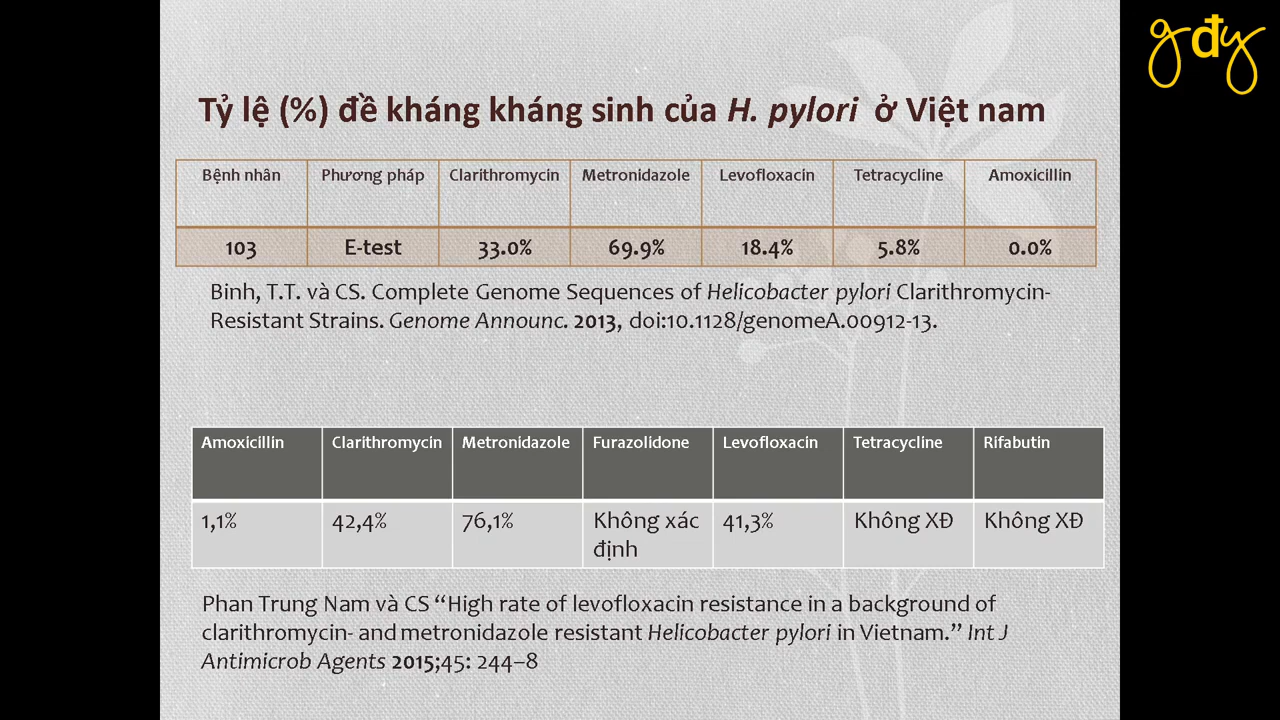 gđy
Tỷ lệ (%) đề kháng kháng sinh của H. pylori ở Việt nam
Bệnh nhân Phương pháp Clarithromycin Metronidazole Levofloxacin Tetracycline Amoxicillin
103 E-test 33.0% 69.9% 18.4% 5.8% 0.0%
Binh, T.T. và CS. Complete Genome Sequences of Helicobacter pylori Clarithromycin-
Resistant Strains. Genome Announc. 2013, doi:10.1128/genomeA.00912-13.
Amoxicillin Clarithromycin Metronidazole Furazolidone Levofloxacin Tetracycline Rifabutin
1,1% 42,4% 76,1% Không xác 41,3% Không XĐ Không XĐ
định
Phan Trung Nam và CS “High rate of levofloxacin resistance in a background of
clarithromycin- and metronidazole resistant Helicobacter pylori in Vietnam.” Int J
Antimicrob Agents 2015;45: 244–8